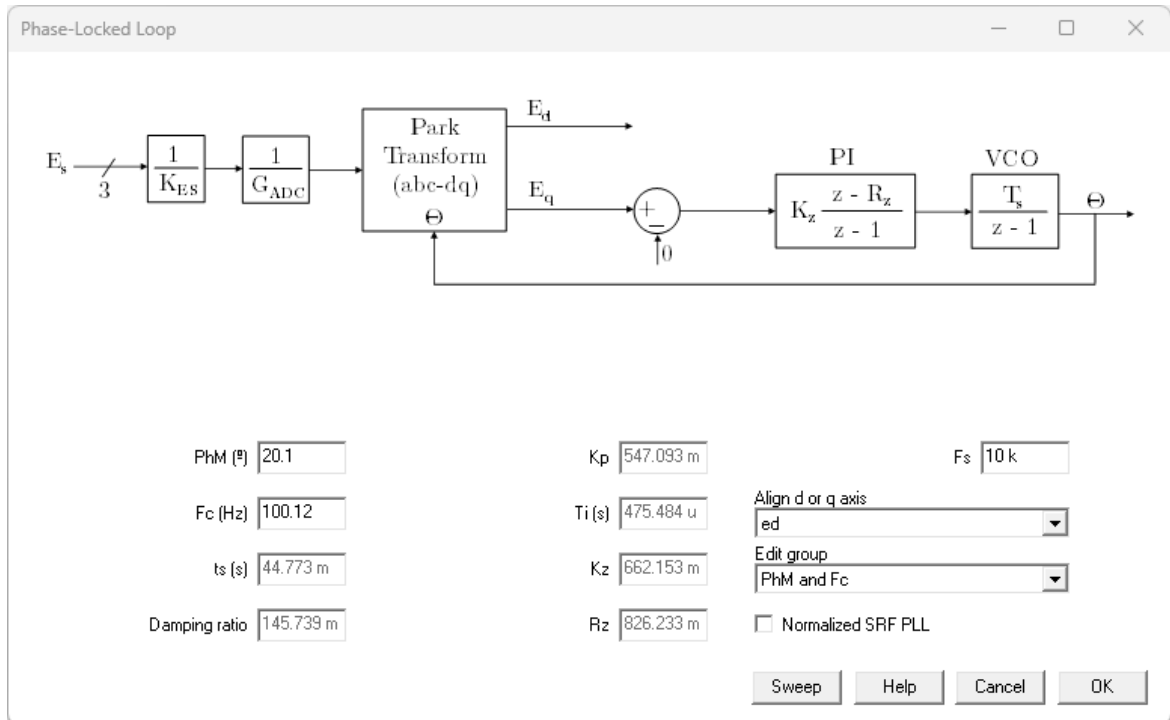 Phase-Locked Loop
E_s
3
1
K_ES
1
G_ADC
Park
Transform
(abc-dq)
Θ
E_d
E_q
+
−
0
PI
K_z z - R_z
z - 1
VCO
T_s
z - 1
Θ
PhM (º) 20.1
Fc (Hz) 100.12
ts (s) 44.773 m
Damping ratio 145.739 m
Kp 547.093 m
Ti (s) 475.484 u
Kz 662.153 m
Rz 826.233 m
Fs 10 k
Align d or q axis
ed
Edit group
PhM and Fc
Normalized SRF PLL
Sweep Help Cancel OK